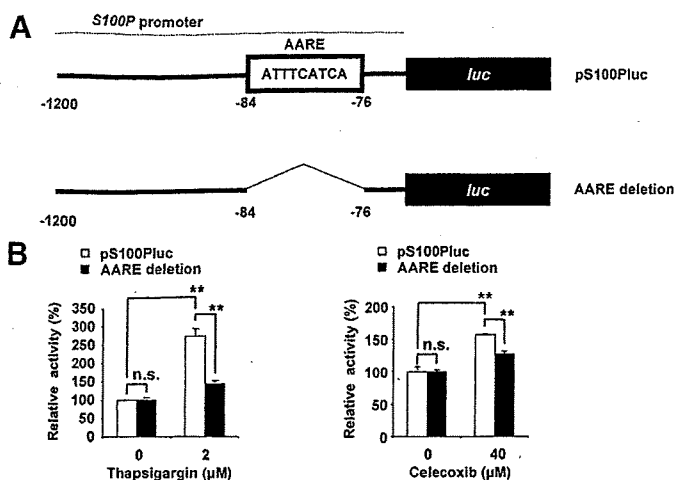 A
S100P promoter
AARE
ATTTCATCA
luc
pS100Pluc
-1200
-84
-76
luc
AARE deletion
-1200
-84
-76
B
pS100Pluc
AARE deletion
Relative activity (%)
350
300
250
200
150
100
50
0
n.s.
**
**
0
2
Thapsigargin (µM)
pS100Pluc
AARE deletion
Relative activity (%)
200
150
100
50
0
n.s.
**
**
0
40
Celecoxib (µM)